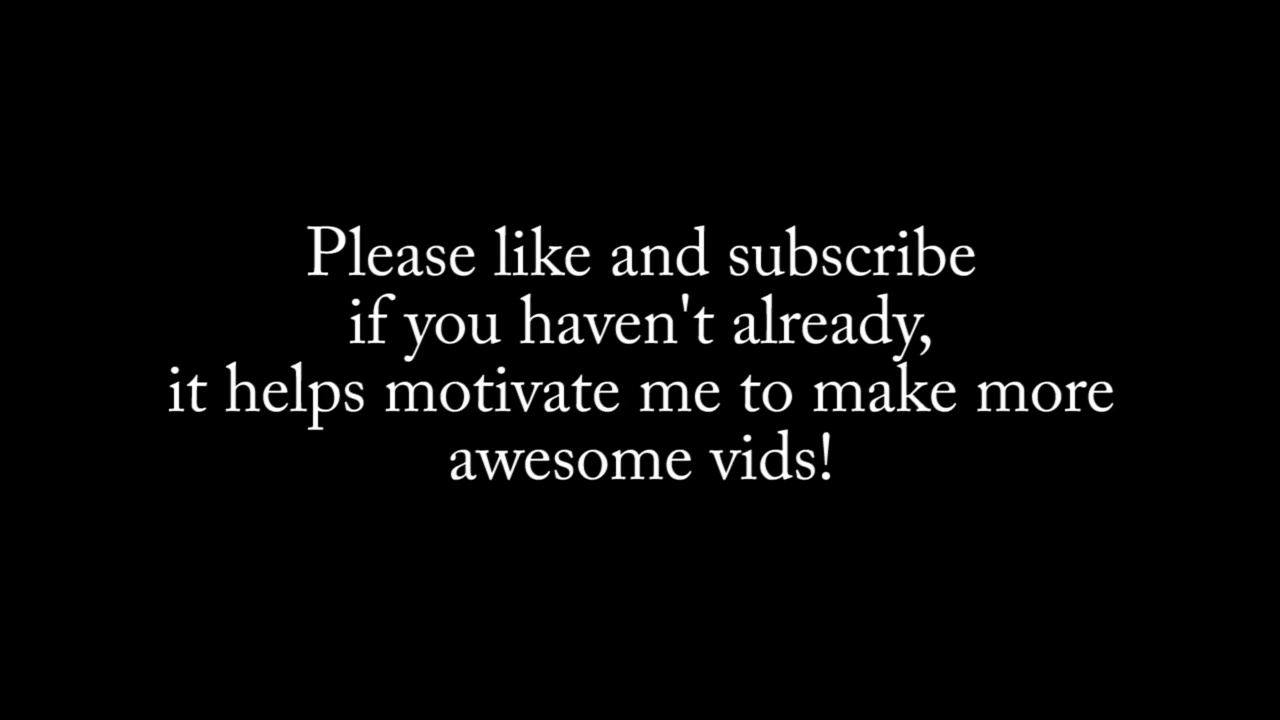 Please like and subscribe
if you haven't already,
it helps motivate me to make more
awesome vids!